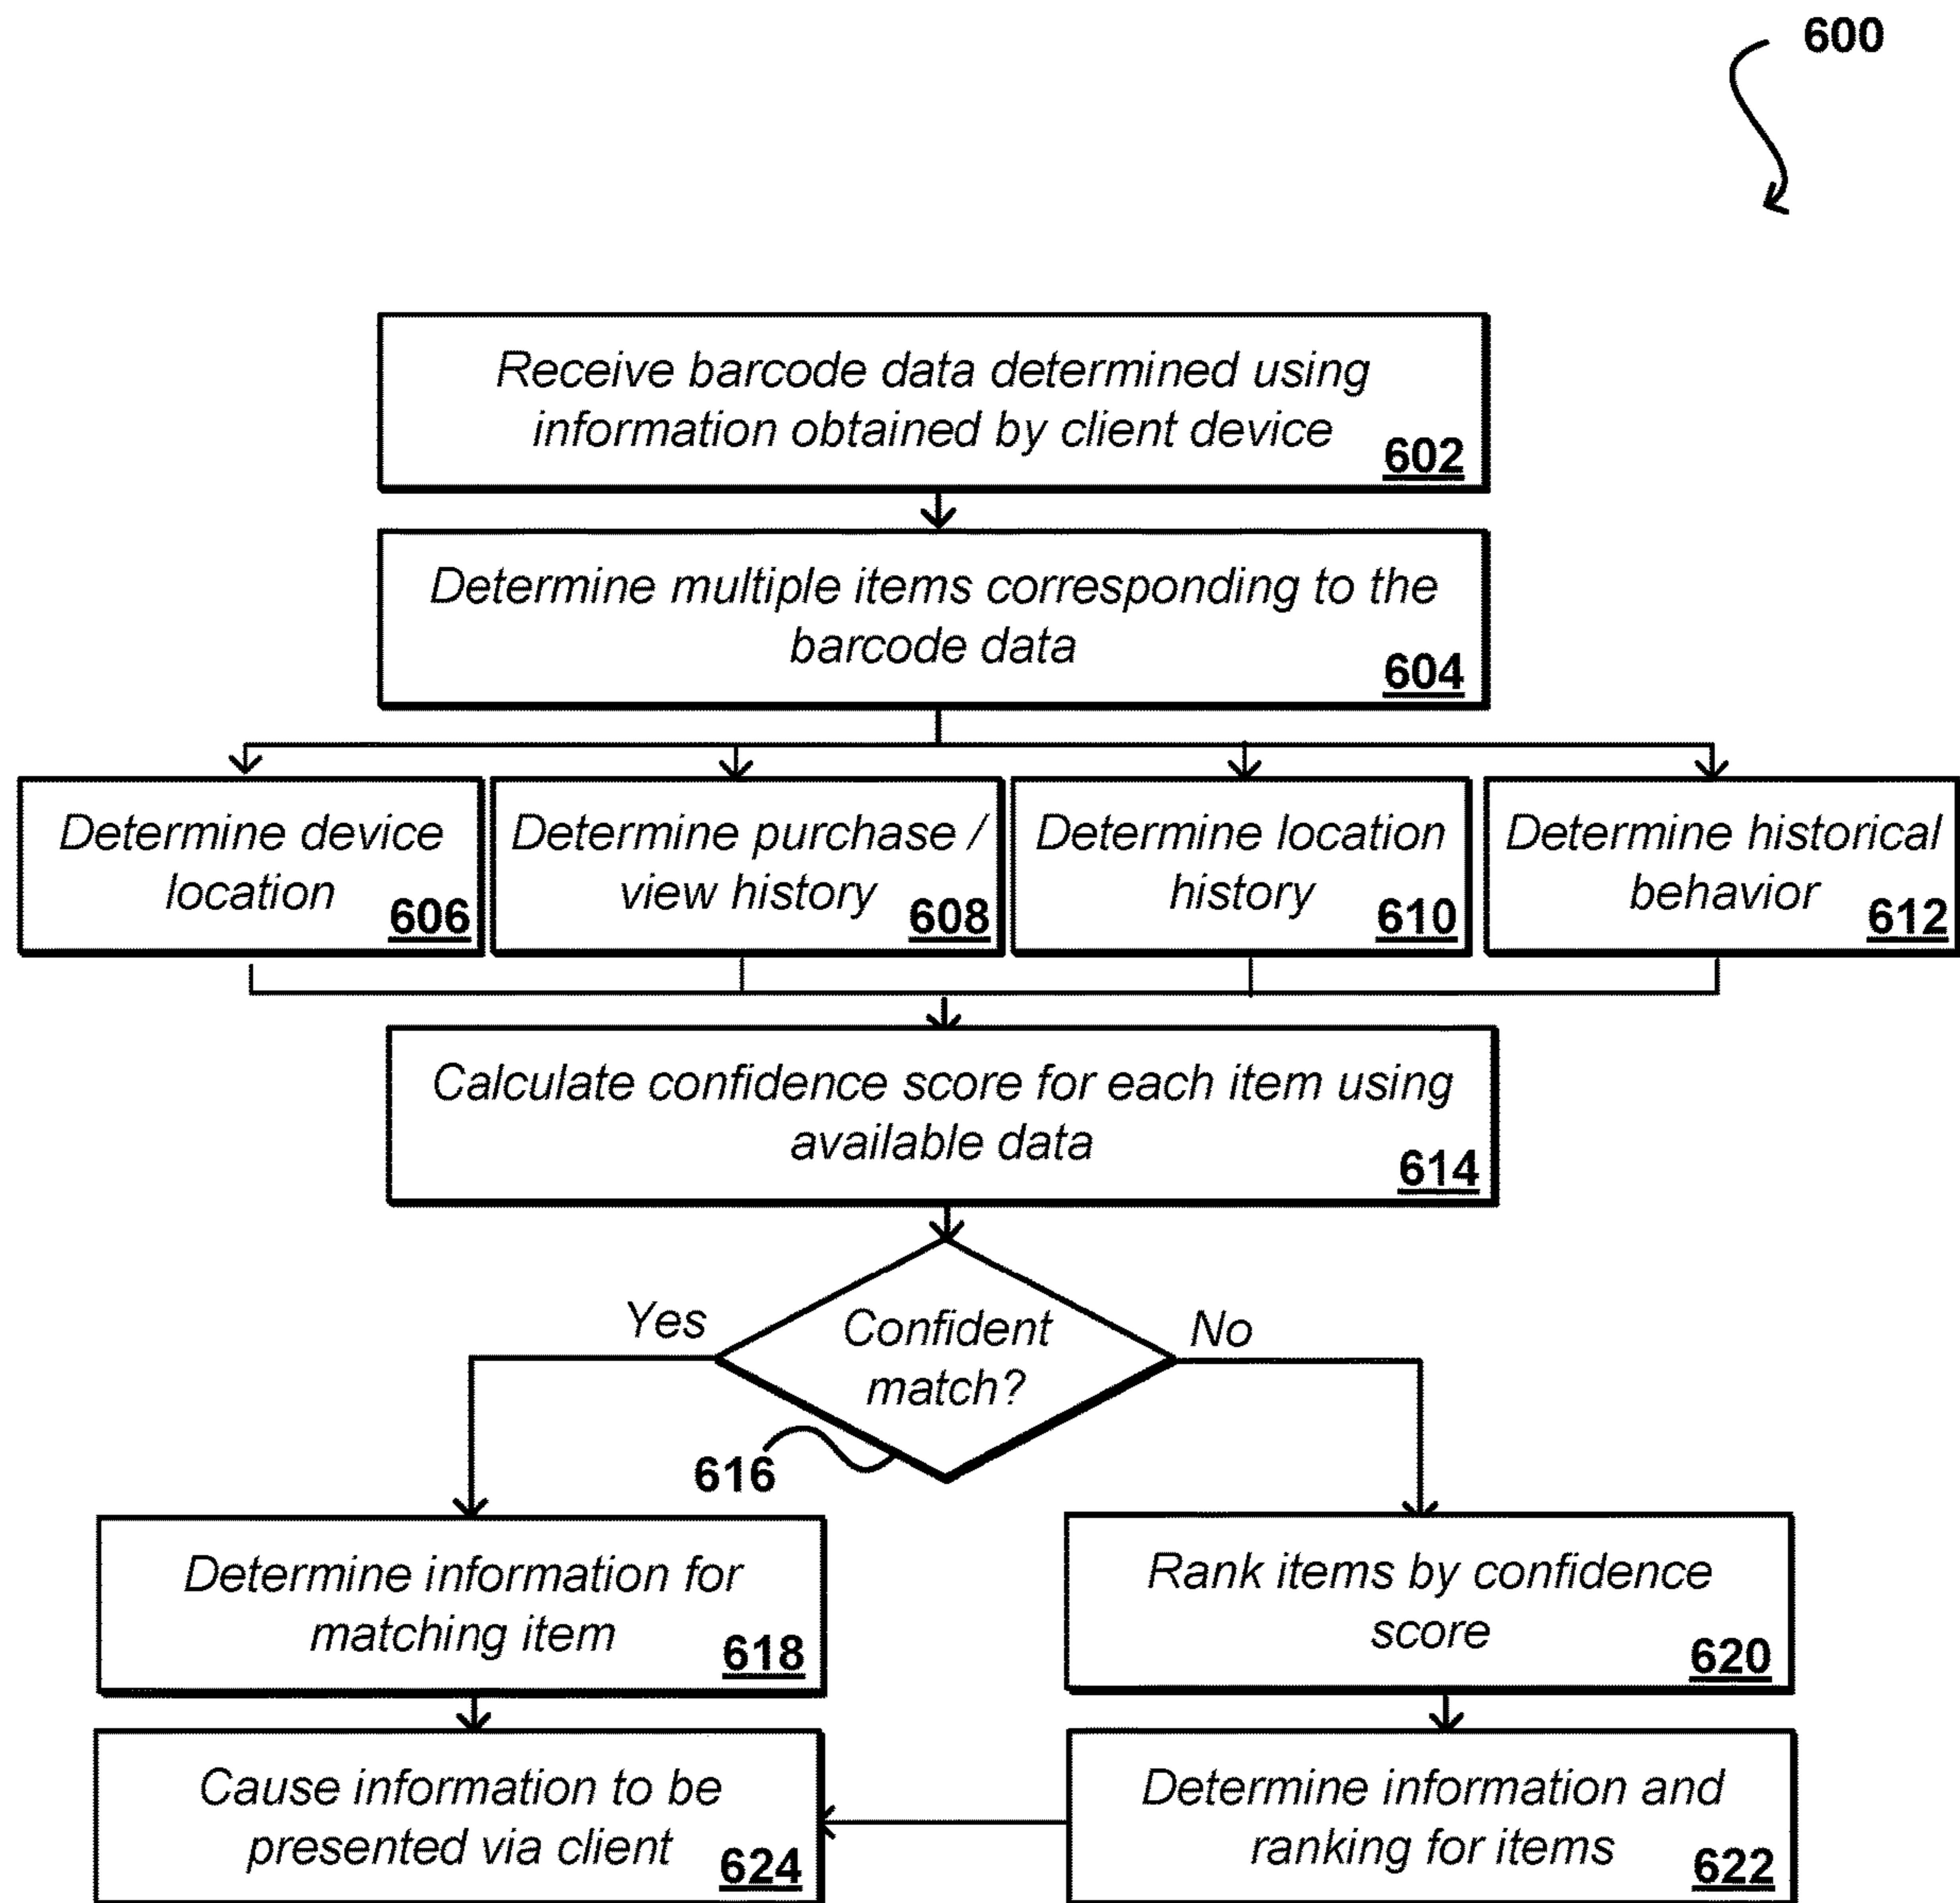 600
Receive barcode data determined using
information obtained by client device
602
Determine multiple items corresponding to the
barcode data
604
Determine device
location
606
Determine purchase /
view history
608
Determine location
history
610
Determine historical
behavior
612
Calculate confidence score for each item using
available data
614
Yes
Confident
match?
No
616
Determine information for
matching item
618
Rank items by confidence
score
620
Cause information to be
presented via client
624
Determine information and
ranking for items
622